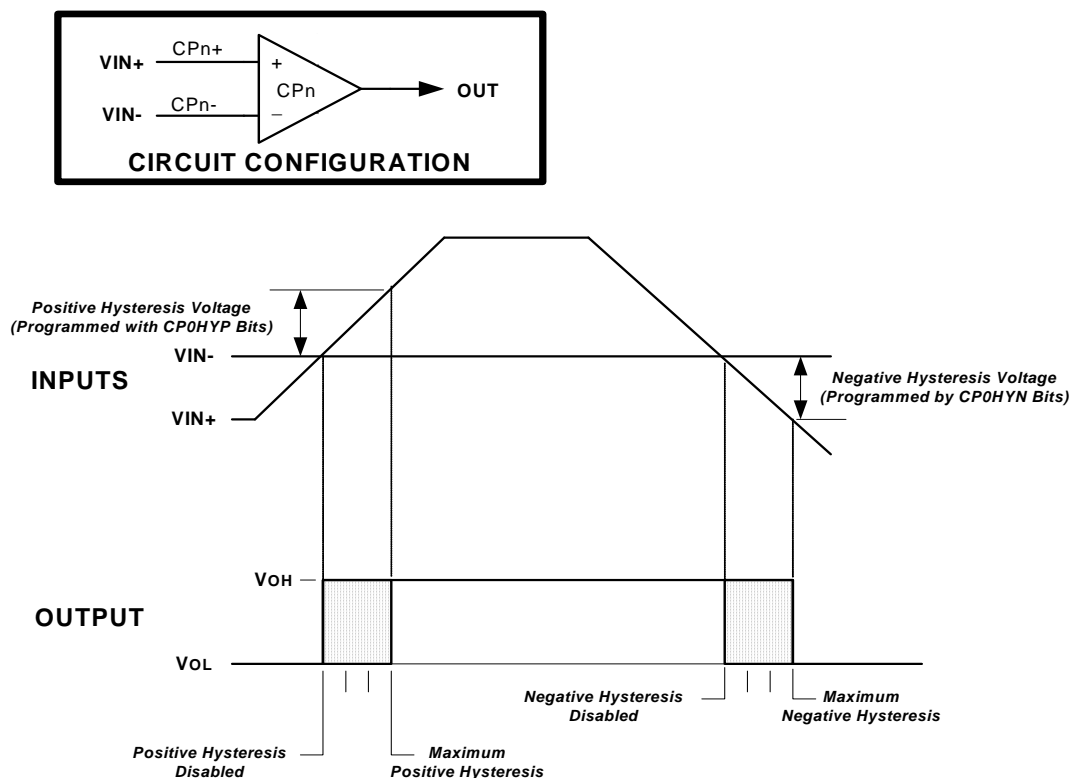 VIN+
CPn+
+
CPn
VIN-
CPn-
−
OUT
CIRCUIT CONFIGURATION
Positive Hysteresis Voltage
(Programmed with CP0HYP Bits)
VIN-
INPUTS
VIN+
Negative Hysteresis Voltage
(Programmed by CP0HYN Bits)
VOH
OUTPUT
VOL
Negative Hysteresis
Disabled
Maximum
Negative Hysteresis
Positive Hysteresis
Disabled
Maximum
Positive Hysteresis